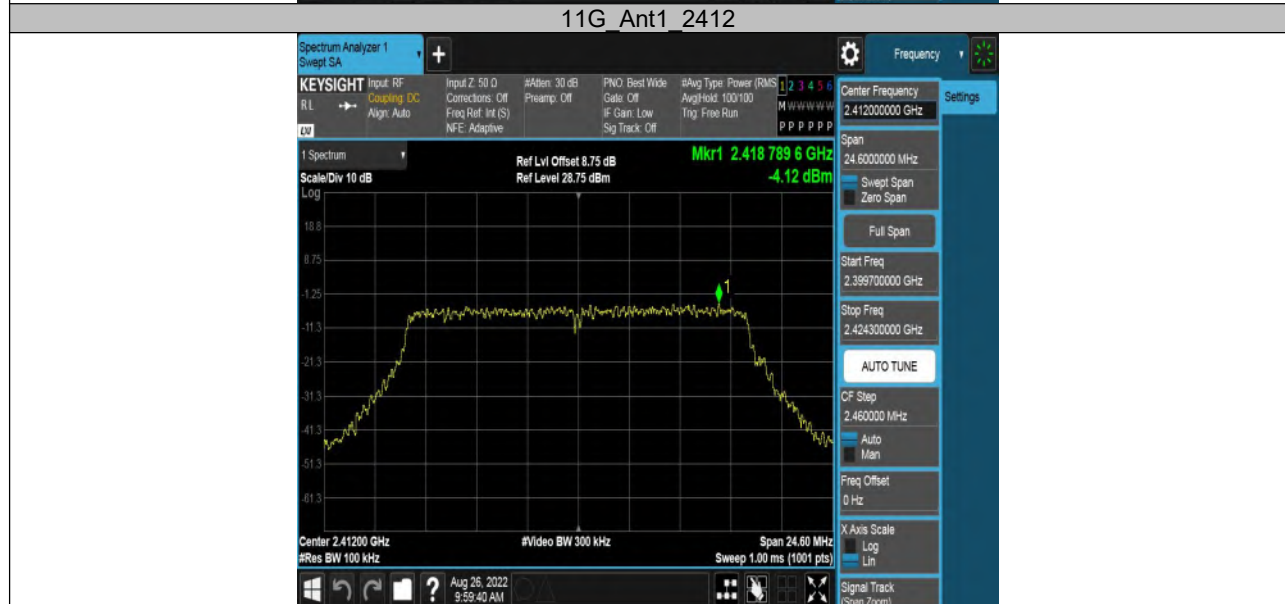 11G_Ant1_2412
Spectrum Analyzer 1
Swept SA
+
Frequency
KEYSIGHT
RL
LXI
Input: RF
Coupling: DC
Align: Auto
Input Z: 50 Ω
Corrections: Off
Freq Ref: Int (S)
NFE: Adaptive
#Atten: 30 dB
Preamp: Off
PNO: Best Wide
Gate: Off
IF Gain: Low
Sig Track: Off
#Avg Type: Power (RMS
Avg|Hold: 100/100
Trig: Free Run
1 2 3 4 5 6
M W W W W W
P P P P P P
Center Frequency
2.412000000 GHz
Settings
Span
24.6000000 MHz
Swept Span
Zero Span
Full Span
Start Freq
2.399700000 GHz
Stop Freq
2.424300000 GHz
AUTO TUNE
CF Step
2.460000 MHz
Auto
Man
Freq Offset
0 Hz
X Axis Scale
Log
Lin
Signal Track
(Span Zoom)
1 Spectrum
Scale/Div 10 dB
Log
Ref Lvl Offset 8.75 dB
Ref Level 28.75 dBm
Mkr1 2.418 789 6 GHz
-4.12 dBm
18.8
8.75
-1.25
-11.3
-21.3
-31.3
-41.3
-51.3
-61.3
1
Center 2.41200 GHz
#Res BW 100 kHz
#Video BW 300 kHz
Span 24.60 MHz
Sweep 1.00 ms (1001 pts)
?
Aug 26, 2022
9:59:40 AM